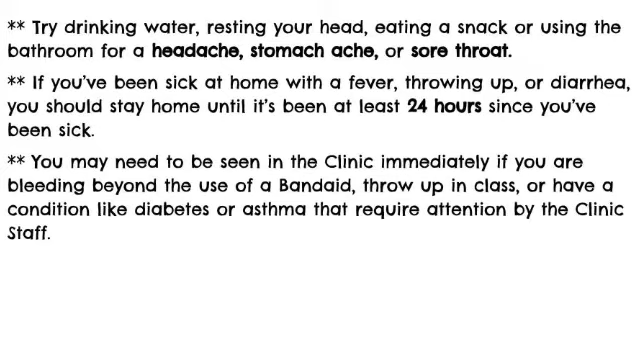 ** Try drinking water, resting your head, eating a snack or using the
bathroom for a headache, stomach ache, or sore throat.
** If you've been sick at home with a fever, throwing up, or diarrhea,
you should stay home until it's been at least 24 hours since you've
been sick.
** You may need to be seen in the Clinic immediately if you are
bleeding beyond the use of a Bandaid, throw up in class, or have a
condition like diabetes or asthma that require attention by the Clinic
Staff.